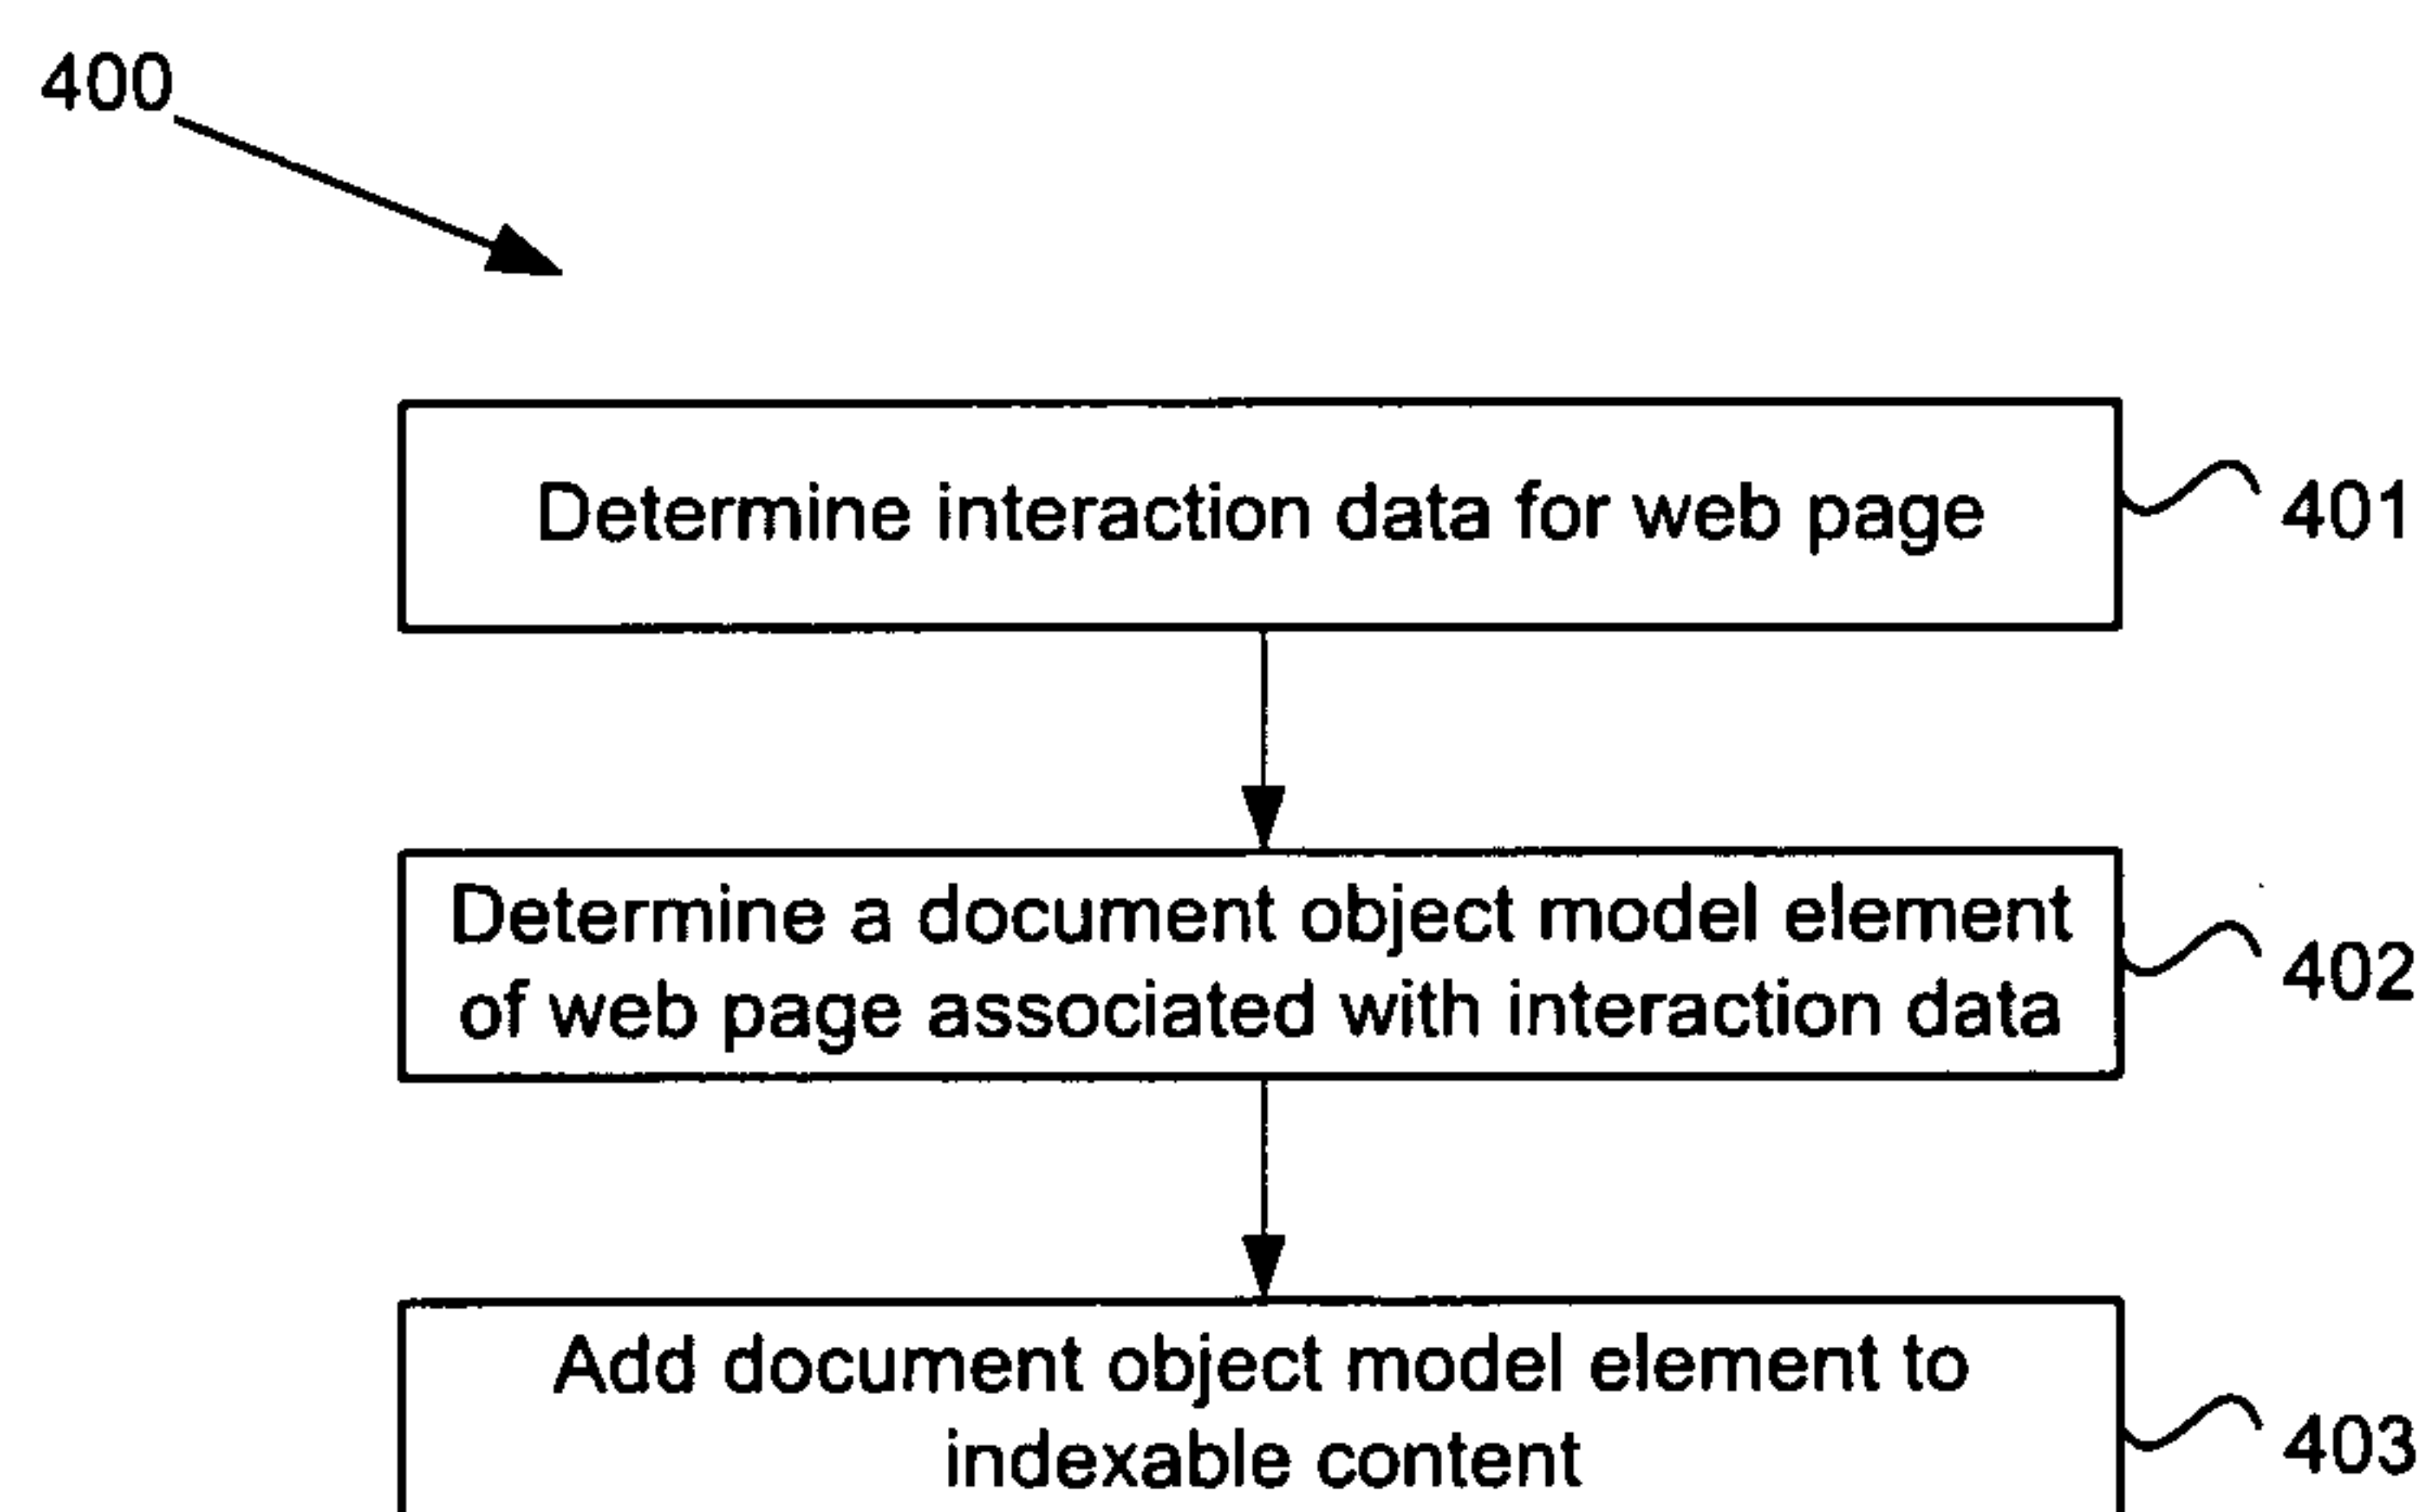 400
Determine interaction data for web page
401
Determine a document object model element
of web page associated with interaction data
402
Add document object model element to
indexable content
403